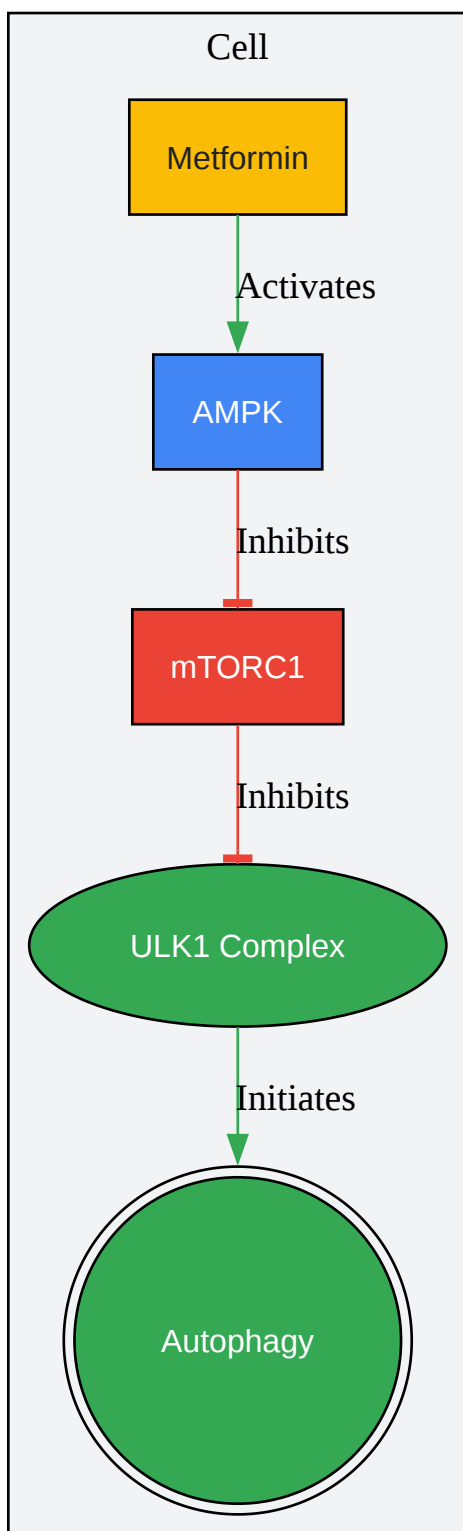 Cell
Metformin
Activates
AMPK
Inhibits
mTORC1
Inhibits
ULK1 Complex
Initiates
Autophagy